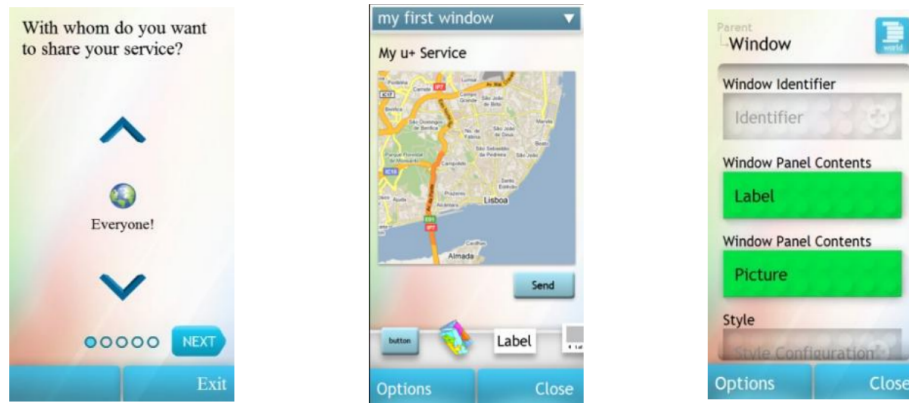 With whom do you want
to share your service?
Everyone!
NEXT
Exit
my first window
My u+ Service
Lisboa
Almada
Send
button
Label
Options
Close
Parent
Window
world
Window Identifier
Identifier
Window Panel Contents
Label
Window Panel Contents
Picture
Style
Style Configuration
Options
Close